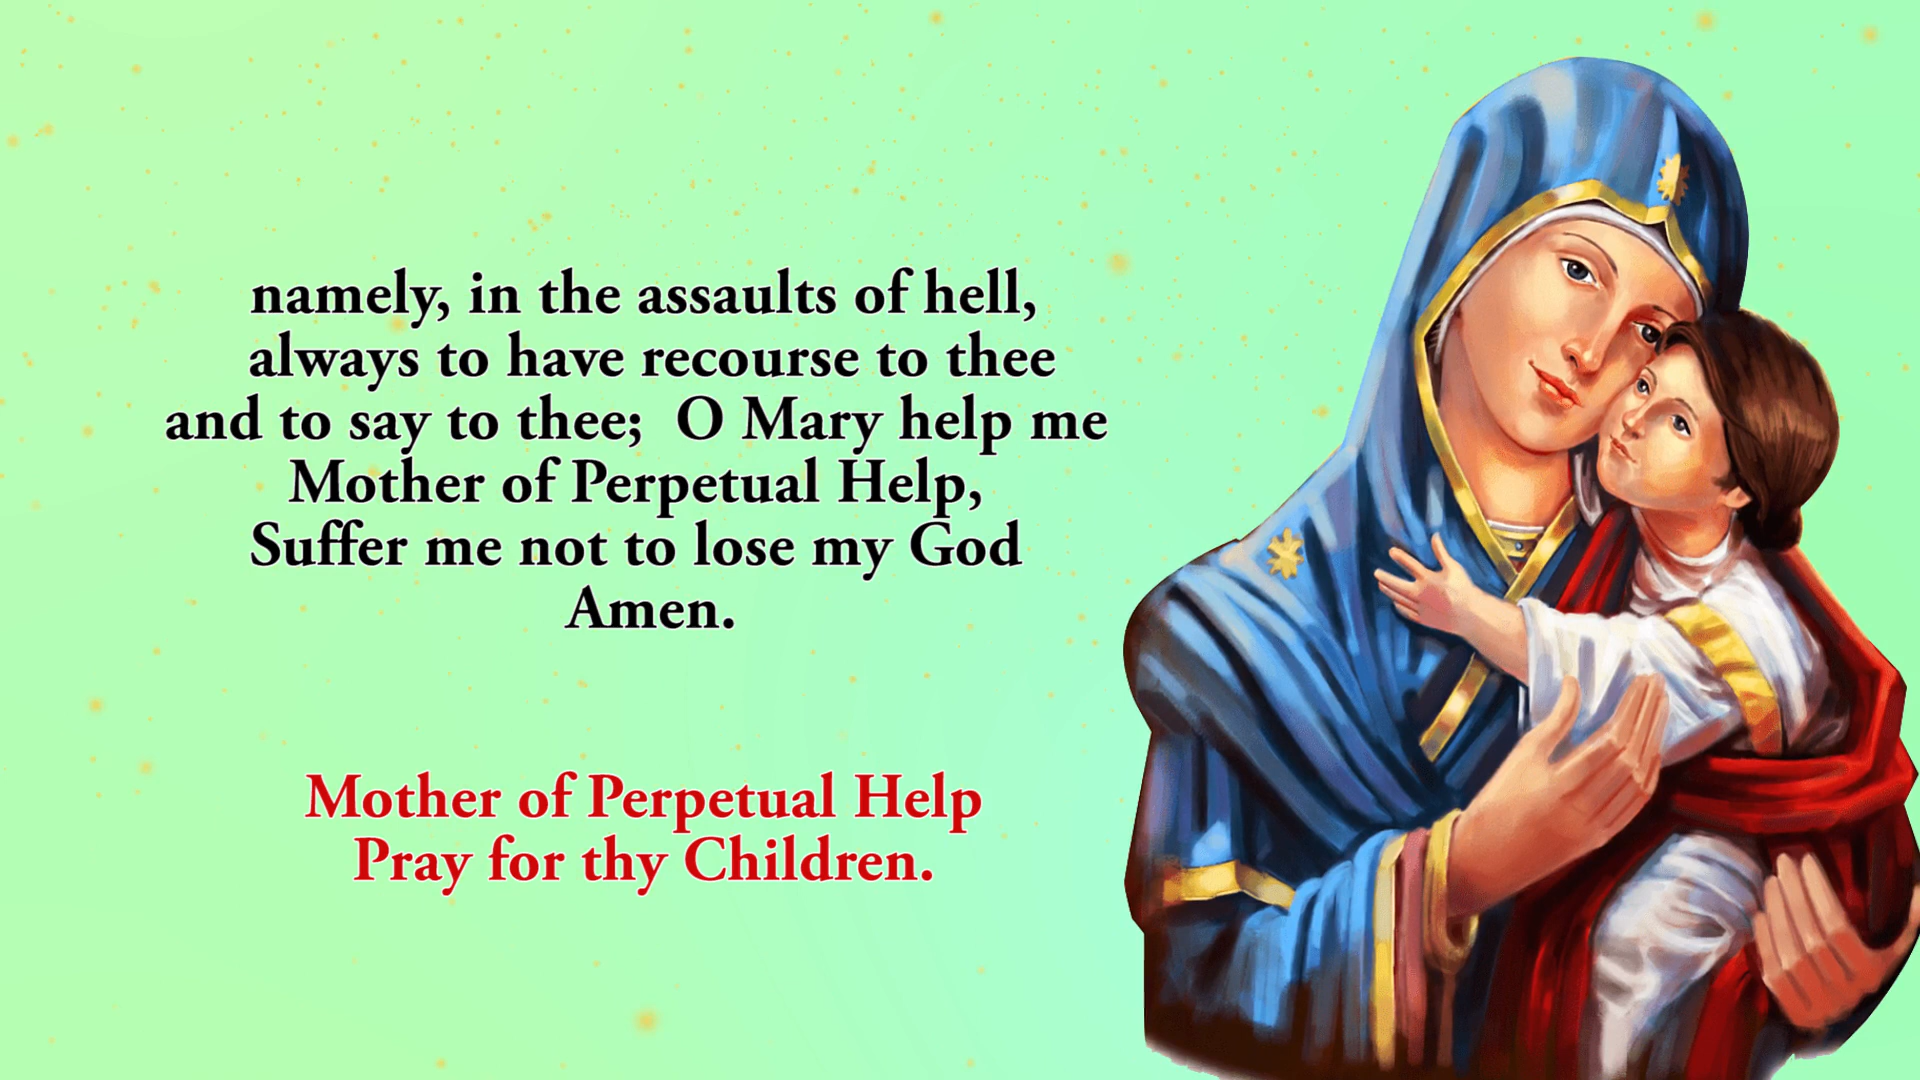 namely, in the assaults of hell,
always to have recourse to thee
and to say to thee;  O Mary help me
Mother of Perpetual Help,
Suffer me not to lose my God
Amen.
Mother of Perpetual Help
Pray for thy Children.